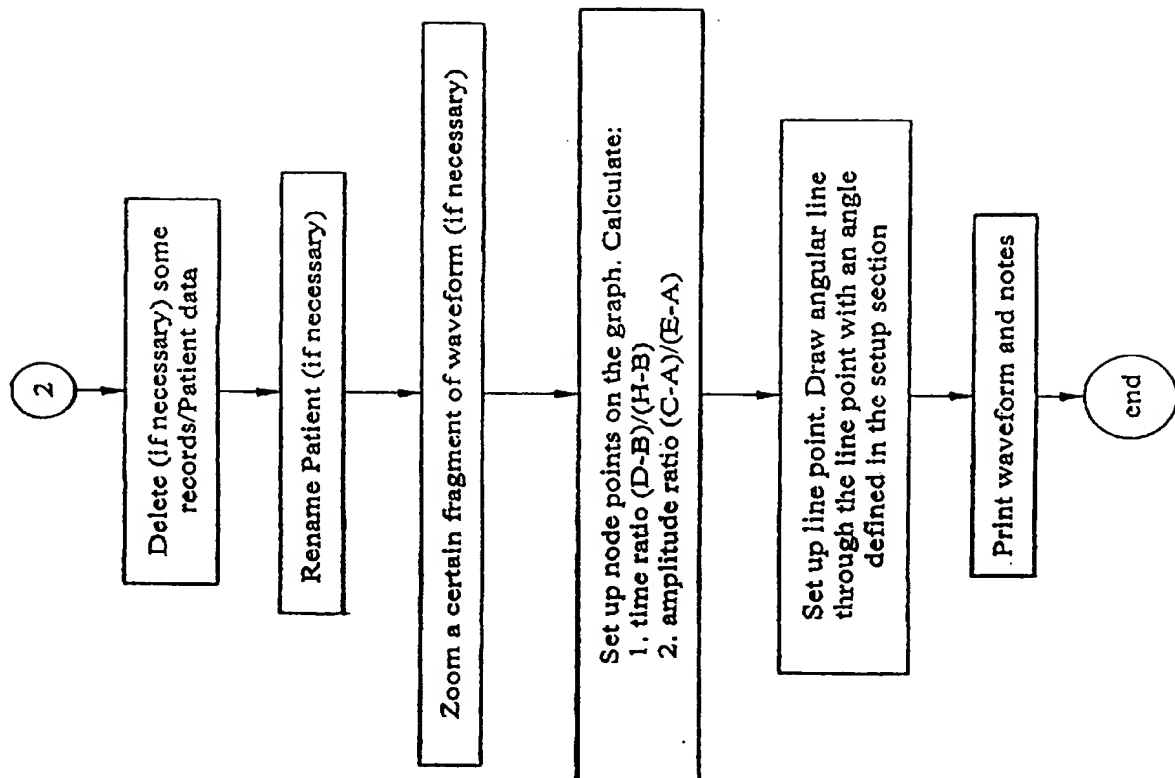 2
Delete (if necessary) some
records/Patient data
Rename Patient (if necessary)
Zoom a certain fragment of waveform (if necessary)
Set up node points on the graph. Calculate:
1. time ratio (D-B)/(H-B)
2. amplitude ratio (C-A)/(E-A)
Set up line point. Draw angular line
through the line point with an angle
defined in the setup section
Print waveform and notes
end